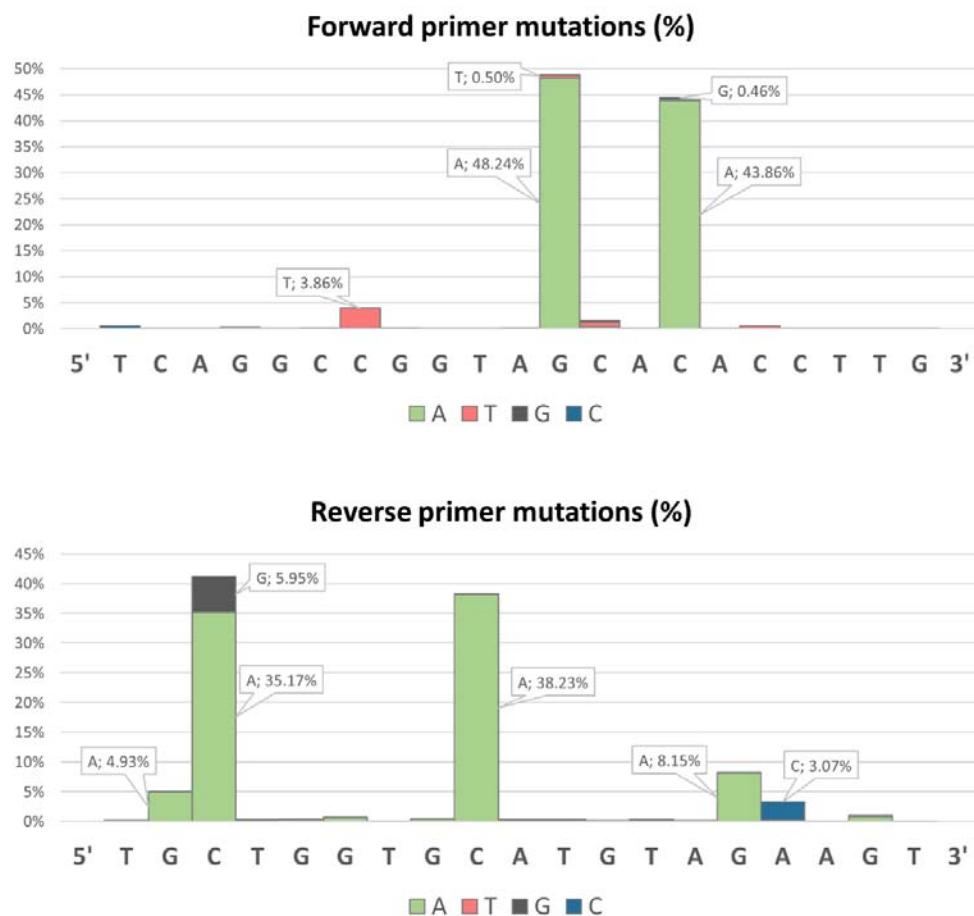 Forward primer mutations (%)
50%
45%
40%
35%
30%
25%
20%
15%
10%
5%
0%
T; 0.50%
G; 0.46%
A; 48.24%
A; 43.86%
T; 3.86%
5' T C A G G C C G G T A G C A C A C C T T G 3'
A T G C
Reverse primer mutations (%)
45%
40%
35%
30%
25%
20%
15%
10%
5%
0%
G; 5.95%
A; 35.17%
A; 38.23%
A; 4.93%
A; 8.15%
C; 3.07%
5' T G C T G G T G C A T G T A G A A G T 3'
A T G C